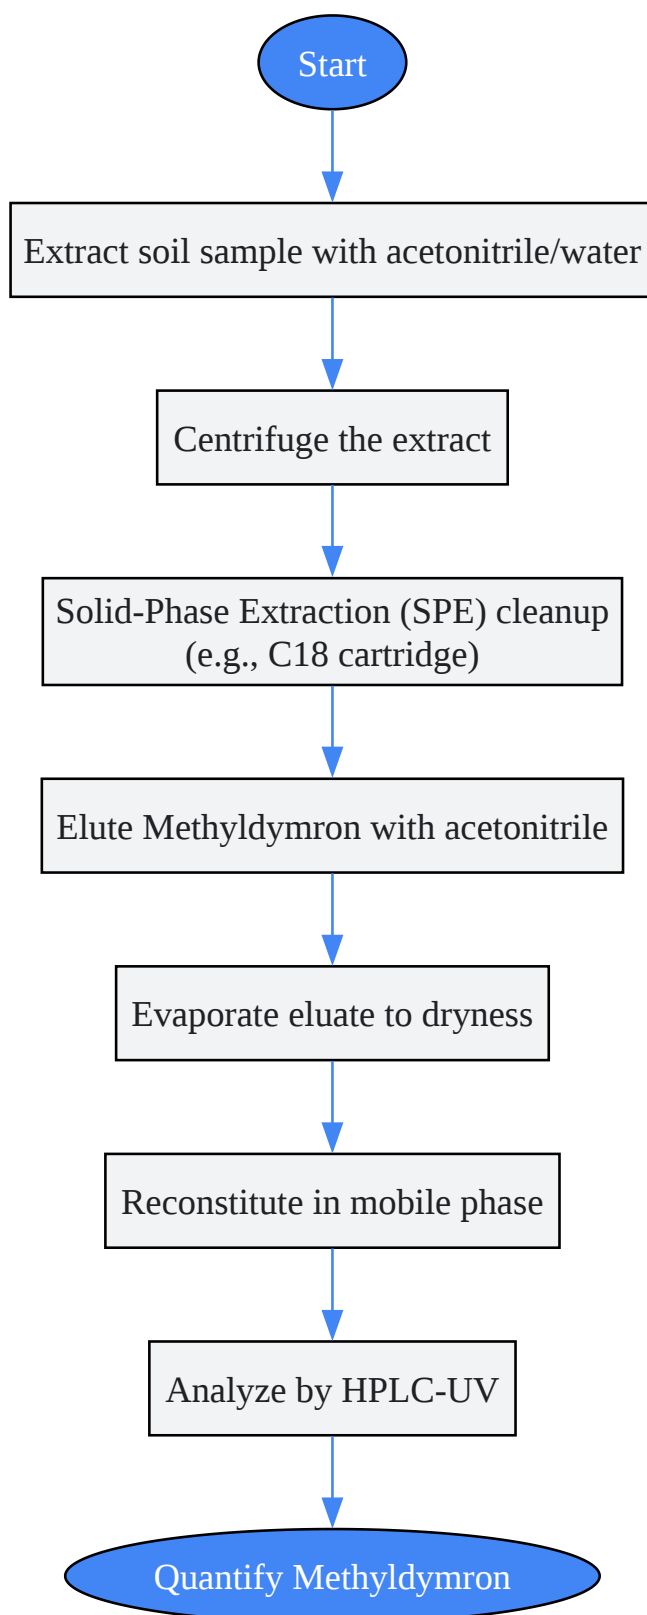 Start
Extract soil sample with acetonitrile/water
Centrifuge the extract
Solid-Phase Extraction (SPE) cleanup
(e.g., C18 cartridge)
Elute Methyldymron with acetonitrile
Evaporate eluate to dryness
Reconstitute in mobile phase
Analyze by HPLC-UV
Quantify Methyldymron